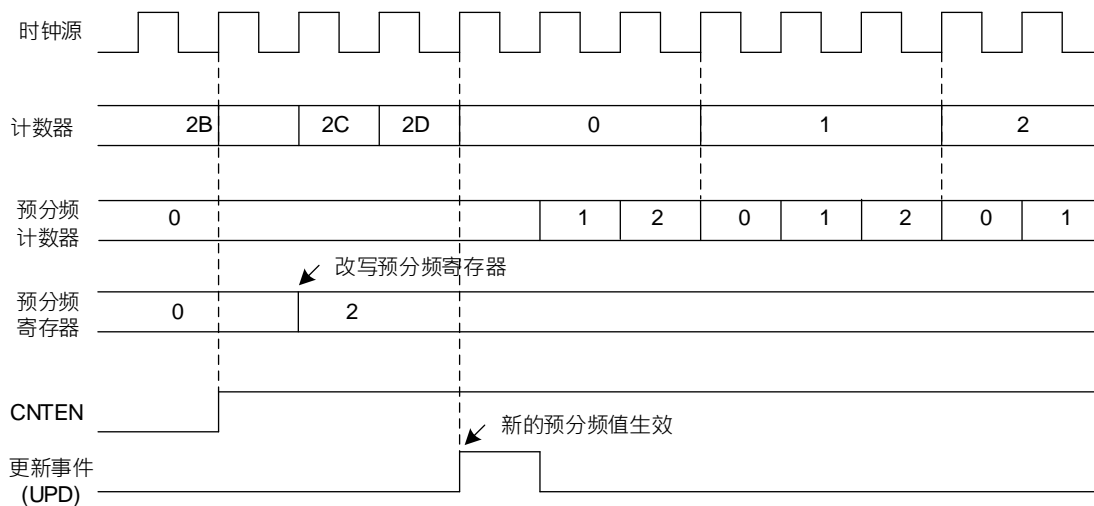 时钟源
计数器 2B 2C 2D 0 1 2
预分频
计数器
0 1 2 0 1 2 0 1
改写预分频寄存器
预分频
寄存器
0 2
CNTEN
新的预分频值生效
更新事件
(UPD)